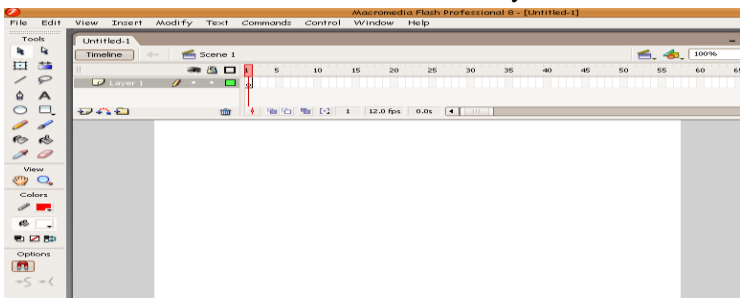 Macromedia Flash Professional 8 - [Untitled-1]
File Edit View Insert Modify Text Commands Control Window Help
Tools
Untitled-1
Timeline Scene 1 100%
1 5 10 15 20 25 30 35 40 45 50 55 60 65
Layer 1
1 12.0 fps 0.0s
View
Colors
Options